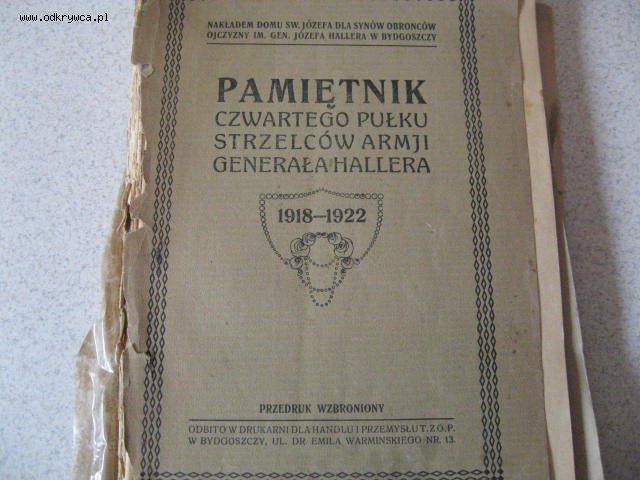 www.odkrywca.pl
NAKŁADEM DOMU ŚW. JÓZEFA DLA SYNÓW OBROŃCÓW
OJCZYZNY IM. GEN. JÓZEFA HALLERA W BYDGOSZCZY
PAMIĘTNIK
CZWARTEGO PUŁKU
STRZELCÓW ARMJI
GENERAŁA HALLERA
1918—1922
PRZEDRUK WZBRONIONY
ODBITO W DRUKARNI DLA HANDLU I PRZEMYSŁU T. Z O. P.
W BYDGOSZCZY, UL. DR EMILA WARMIŃSKIEGO NR. 13.